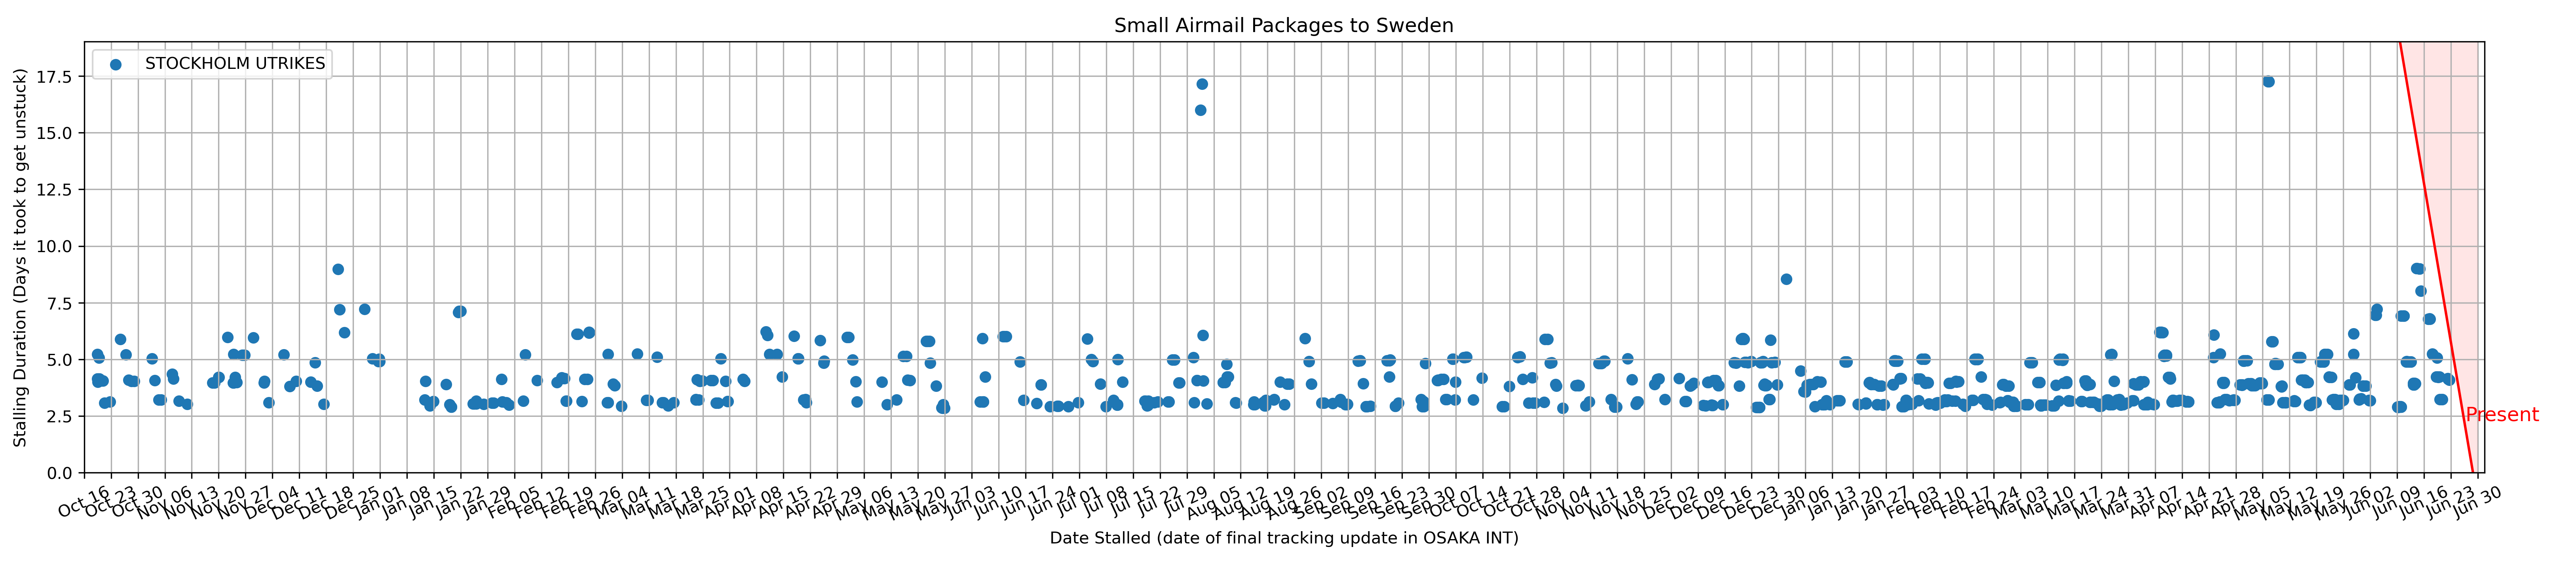 Small Airmail Packages to Sweden
STOCKHOLM UTRIKES
Stalling Duration (Days it took to get unstuck)
17.5
15.0
12.5
10.0
7.5
5.0
2.5
0.0
Present
Oct 16
Oct 23
Oct 30
Nov 06
Nov 13
Nov 20
Nov 27
Dec 04
Dec 11
Dec 18
Dec 25
Jan 01
Jan 08
Jan 15
Jan 22
Jan 29
Feb 05
Feb 12
Feb 19
Feb 26
Mar 04
Mar 11
Mar 18
Mar 25
Apr 01
Apr 08
Apr 15
Apr 22
Apr 29
May 06
May 13
May 20
May 27
Jun 03
Jun 10
Jun 17
Jun 24
Jul 01
Jul 08
Jul 15
Jul 22
Jul 29
Aug 05
Aug 12
Aug 19
Aug 26
Sep 02
Sep 09
Sep 16
Sep 23
Sep 30
Oct 07
Oct 14
Oct 21
Oct 28
Nov 04
Nov 11
Nov 18
Nov 25
Dec 02
Dec 09
Dec 16
Dec 23
Dec 30
Jan 06
Jan 13
Jan 20
Jan 27
Feb 03
Feb 10
Feb 17
Feb 24
Mar 03
Mar 10
Mar 17
Mar 24
Mar 31
Apr 07
Apr 14
Apr 21
Apr 28
May 05
May 12
May 19
May 26
Jun 02
Jun 09
Jun 16
Jun 23
Jun 30
Date Stalled (date of final tracking update in OSAKA INT)